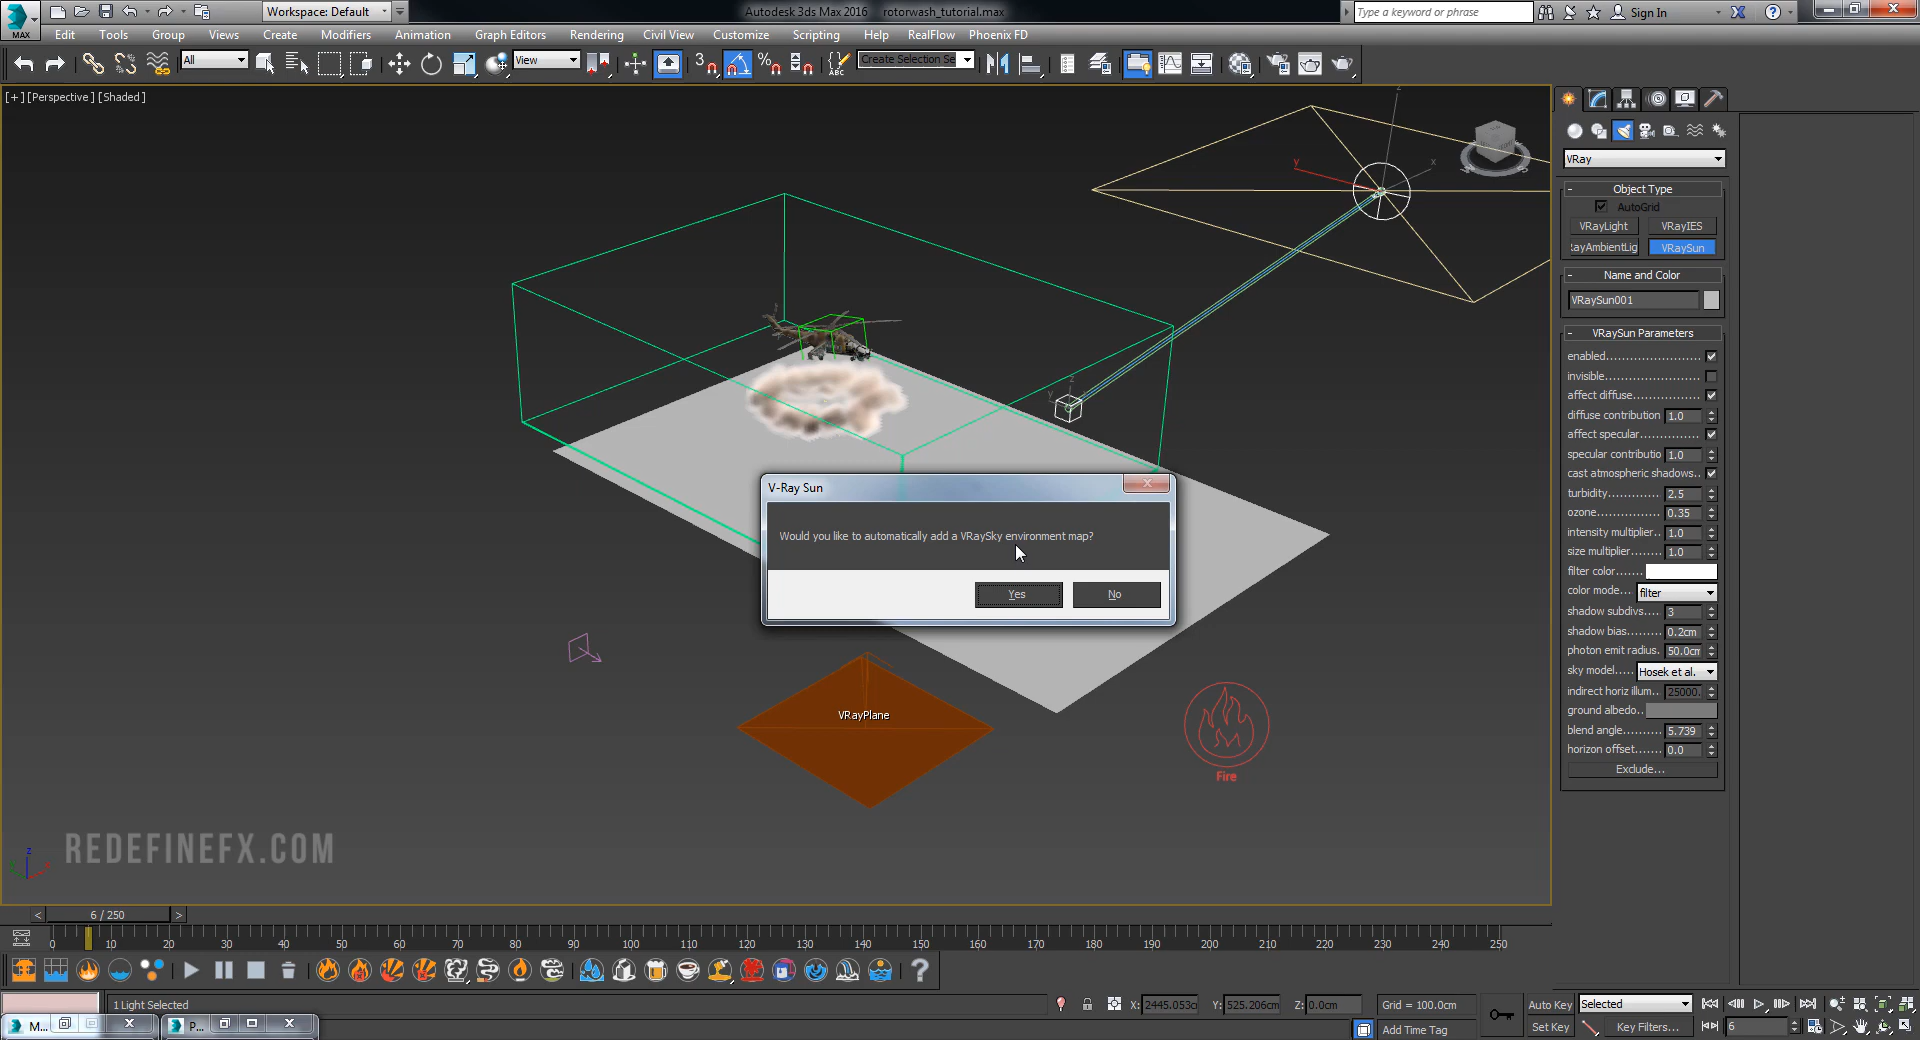 MAX
Workspace: Default
Autodesk 3ds Max 2016 rotorwash_tutorial.max
Type a keyword or phrase
Sign In
Edit Tools Group Views Create Modifiers Animation Graph Editors Rendering Civil View Customize Scripting Help RealFlow Phoenix FD
All
View
3
ABC
Create Selection Se
[+] [Perspective] [Shaded]
z
y
x
VRay
- Object Type
AutoGrid
VRayLight VRayIES
RayAmbientLig VRaySun
- Name and Color
VRaySun001
- VRaySun Parameters
enabled
invisible
affect diffuse
diffuse contribution 1.0
affect specular
specular contributio 1.0
cast atmospheric shadows
turbidity 2.5
ozone 0.35
intensity multiplier 1.0
size multiplier 1.0
filter color
color mode filter
shadow subdivs 3
shadow bias 0.2cm
photon emit radius 50.0cm
sky model Hosek et al.
indirect horiz illum 25000.
ground albedo
blend angle 5.739
horizon offset 0.0
Exclude...
V-Ray Sun
Would you like to automatically add a VRaySky environment map?
Yes No
VRayPlane
Fire
REDEFINEFX.COM
z
< 6 / 250 >
0 10 20 30 40 50 60 70 80 90 100 110 120 130 140 150 160 170 180 190 200 210 220 230 240 250
?
1 Light Selected
X: 2445.053cm Y: 525.206cm Z: 0.0cm Grid = 100.0cm
Auto Key Selected
M... P...
Add Time Tag
Set Key Key Filters... 6